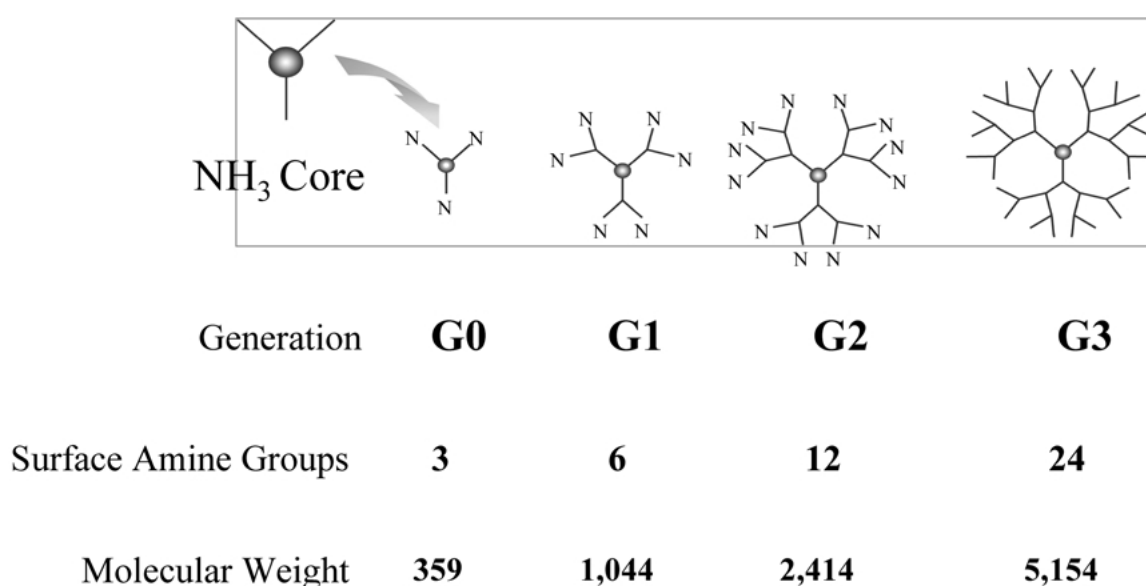 N N N N N N
N N N N
N N N N N N N N
NH₃ Core
N
N N
N N
N N
Generation G0 G1 G2 G3
Surface Amine Groups 3 6 12 24
Molecular Weight 359 1,044 2,414 5,154